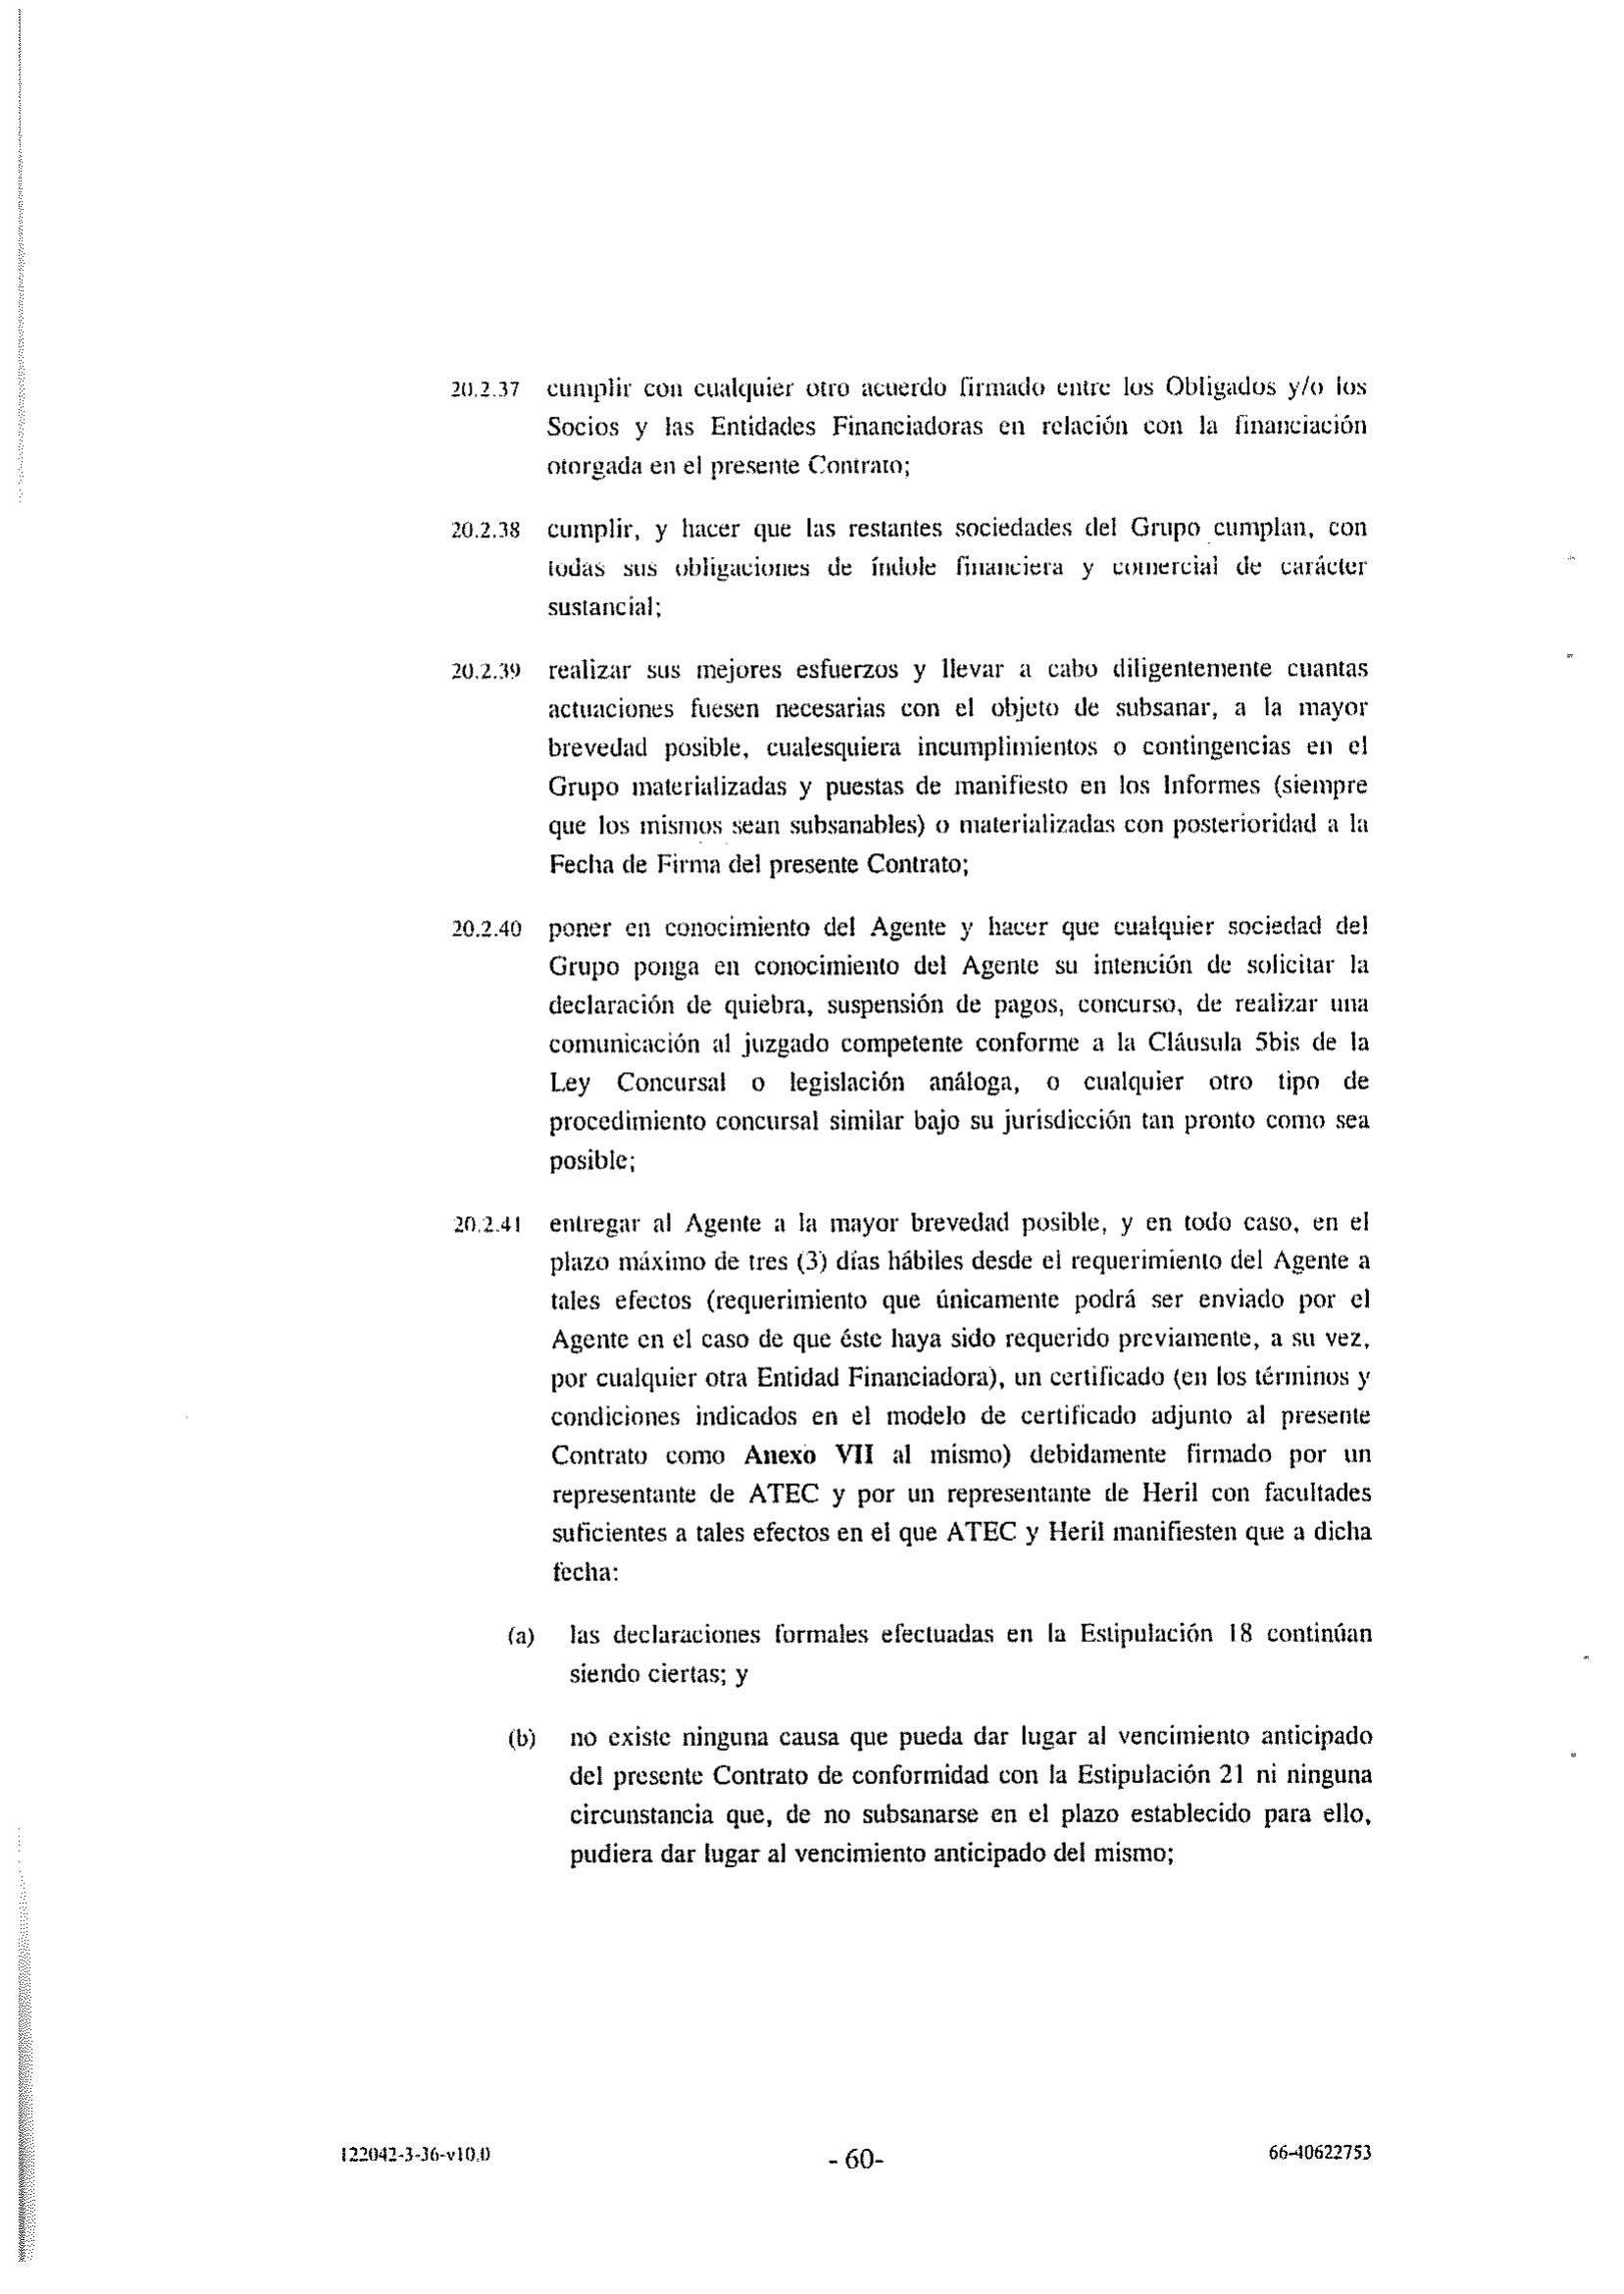 20.2.37 cumplir con cualquier otro acuerdo firmado entre los Obligados y/o los
Socios y las Entidades Financiadoras en relación con la financiación
otorgada en el presente Contrato;
20.2.38 cumplir, y hacer que las restantes sociedades del Grupo cumplan, con
todas sus obligaciones de índole financiera y comercial de carácter
sustancial;
20.2.39 realizar sus mejores esfuerzos y llevar a cabo diligentemente cuantas
actuaciones fuesen necesarias con el objeto de subsanar, a la mayor
brevedad posible, cualesquiera incumplimientos o contingencias en el
Grupo materializadas y puestas de manifiesto en los Informes (siempre
que los mismos sean subsanables) o materializadas con posterioridad a la
Fecha de Firma del presente Contrato;
20.2.40 poner en conocimiento del Agente y hacer que cualquier sociedad del
Grupo ponga en conocimiento del Agente su intención de solicitar la
declaración de quiebra, suspensión de pagos, concurso, de realizar una
comunicación al juzgado competente conforme a la Cláusula 5bis de la
Ley Concursal o legislación análoga, o cualquier otro tipo de
procedimiento concursal similar bajo su jurisdicción tan pronto como sea
posible;
20.2.41 entregar al Agente a la mayor brevedad posible, y en todo caso, en el
plazo máximo de tres (3) días hábiles desde el requerimiento del Agente a
tales efectos (requerimiento que únicamente podrá ser enviado por el
Agente en el caso de que éste haya sido requerido previamente, a su vez,
por cualquier otra Entidad Financiadora), un certificado (en los términos y
condiciones indicados en el modelo de certificado adjunto al presente
Contrato como Anexo VII al mismo) debidamente firmado por un
representante de ATEC y por un representante de Heril con facultades
suficientes a tales efectos en el que ATEC y Heril manifiesten que a dicha
fecha:
(a) las declaraciones formales efectuadas en la Estipulación 18 continúan
siendo ciertas; y
(b) no existe ninguna causa que pueda dar lugar al vencimiento anticipado
del presente Contrato de conformidad con la Estipulación 21 ni ninguna
circunstancia que, de no subsanarse en el plazo establecido para ello,
pudiera dar lugar al vencimiento anticipado del mismo;
122042-3-36-v10.0 - 60- 66-40622753